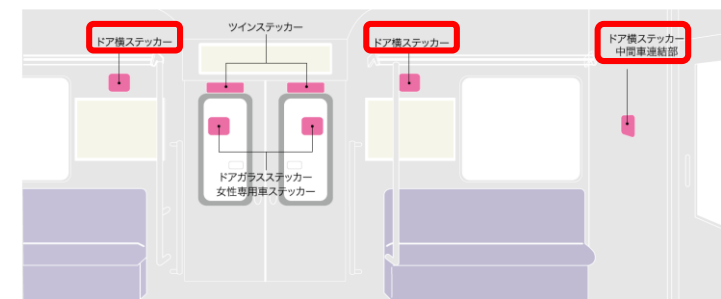 ツインステッカー
ドア横ステッカー
ドア横ステッカー
ドア横ステッカー
中間車連結部
ドアガラスステッカー
女性専用車ステッカー